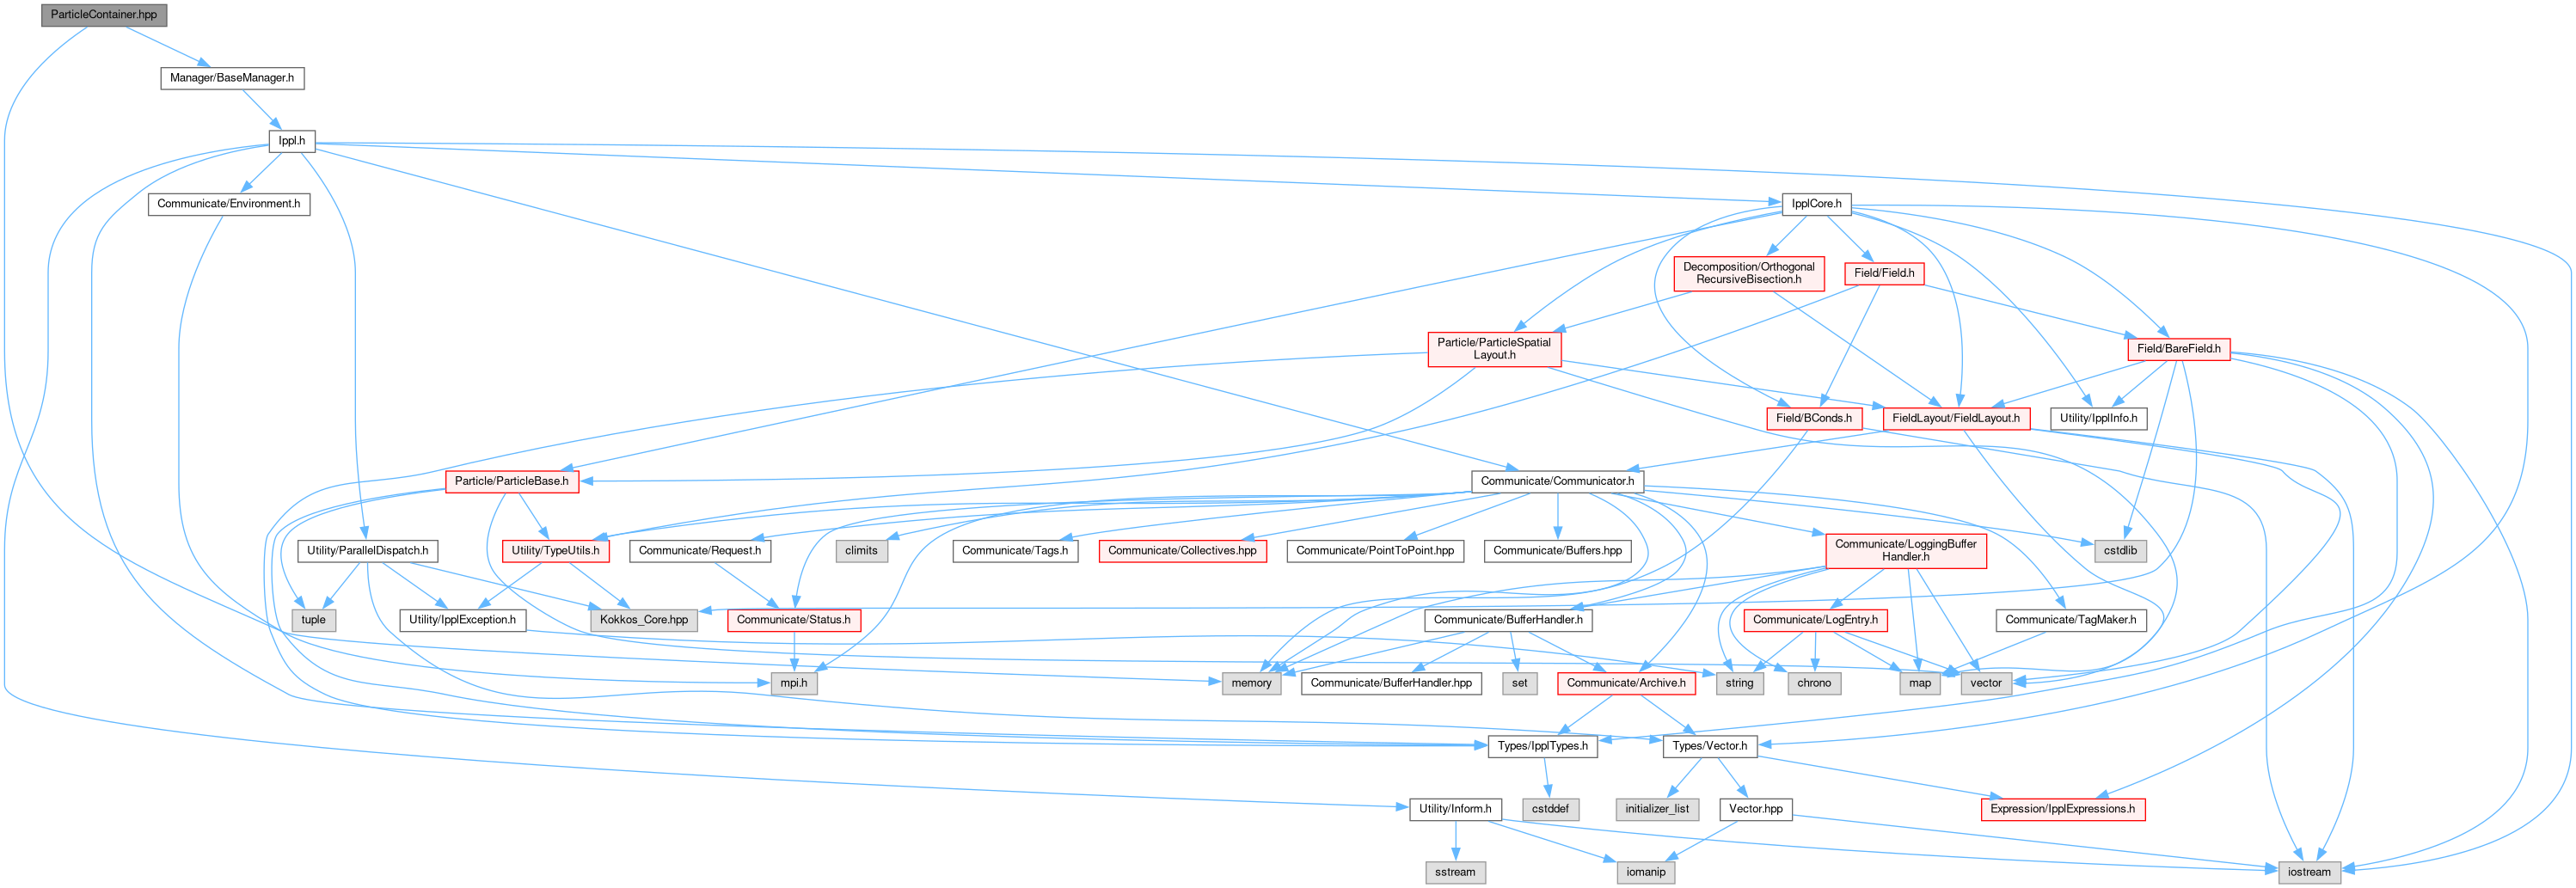 ParticleContainer.hpp
Manager/BaseManager.h
Ippl.h
Communicate/Environment.h
IpplCore.h
Decomposition/Orthogonal
RecursiveBisection.h
Field/Field.h
Particle/ParticleSpatial
Layout.h
Field/BareField.h
Field/BConds.h
FieldLayout/FieldLayout.h
Utility/IpplInfo.h
Particle/ParticleBase.h
Communicate/Communicator.h
Utility/ParallelDispatch.h
Utility/TypeUtils.h
Communicate/Request.h
climits
Communicate/Tags.h
Communicate/Collectives.hpp
Communicate/PointToPoint.hpp
Communicate/Buffers.hpp
Communicate/LoggingBuffer
Handler.h
cstdlib
tuple
Utility/IpplException.h
Kokkos_Core.hpp
Communicate/Status.h
Communicate/BufferHandler.h
Communicate/LogEntry.h
Communicate/TagMaker.h
mpi.h
memory
Communicate/BufferHandler.hpp
set
Communicate/Archive.h
string
chrono
map
vector
Types/IpplTypes.h
Types/Vector.h
Utility/Inform.h
cstddef
initializer_list
Vector.hpp
Expression/IpplExpressions.h
sstream
iomanip
iostream